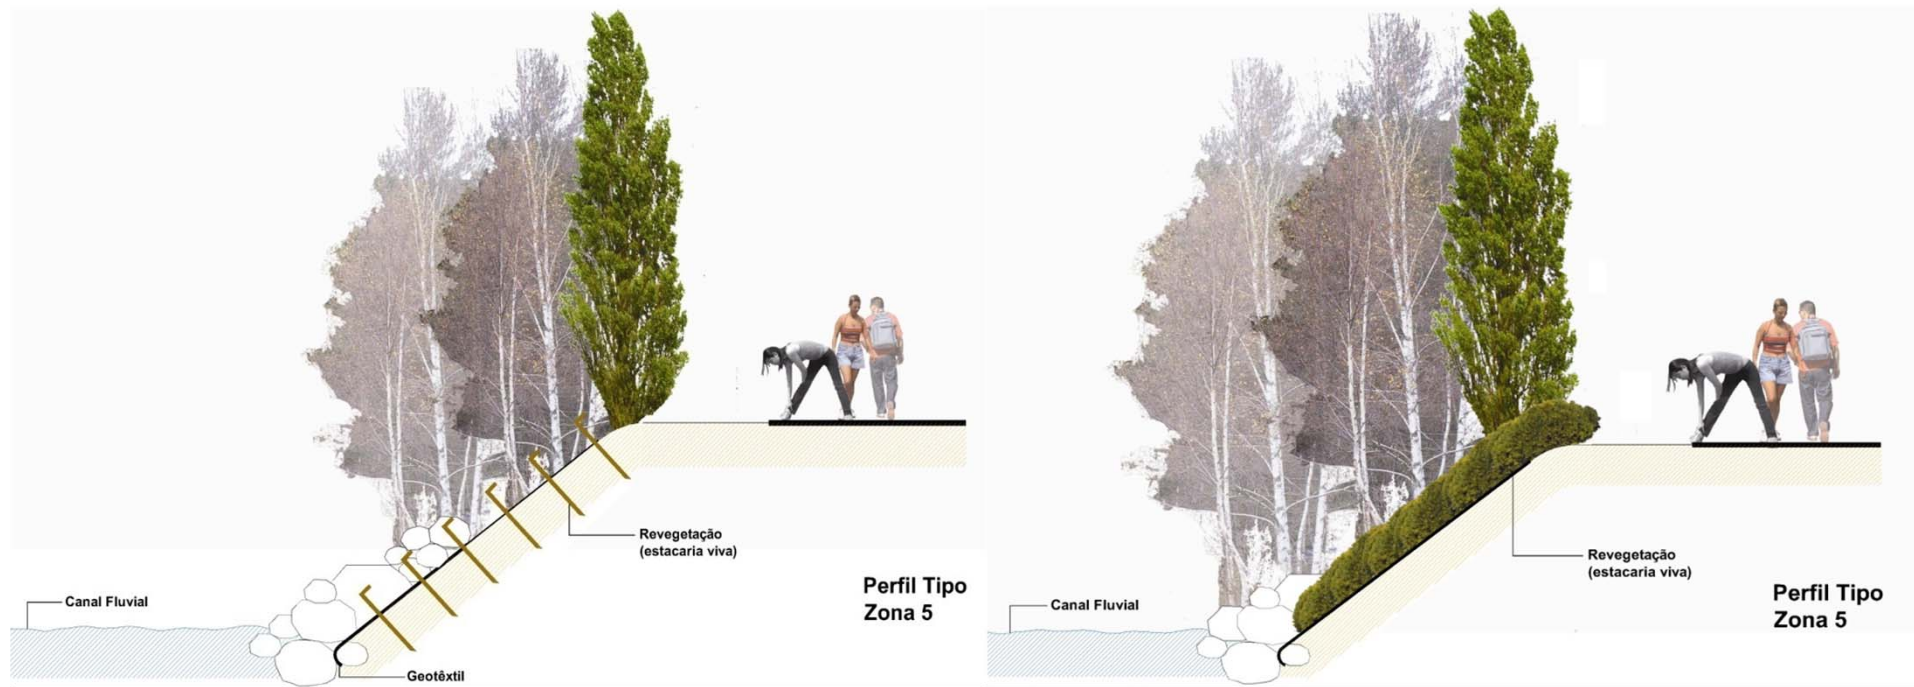 Revegetação
(estacaria viva)
Perfil Tipo
Zona 5
Canal Fluvial
Geotêxtil
Revegetação
(estacaria viva)
Perfil Tipo
Zona 5
Canal Fluvial